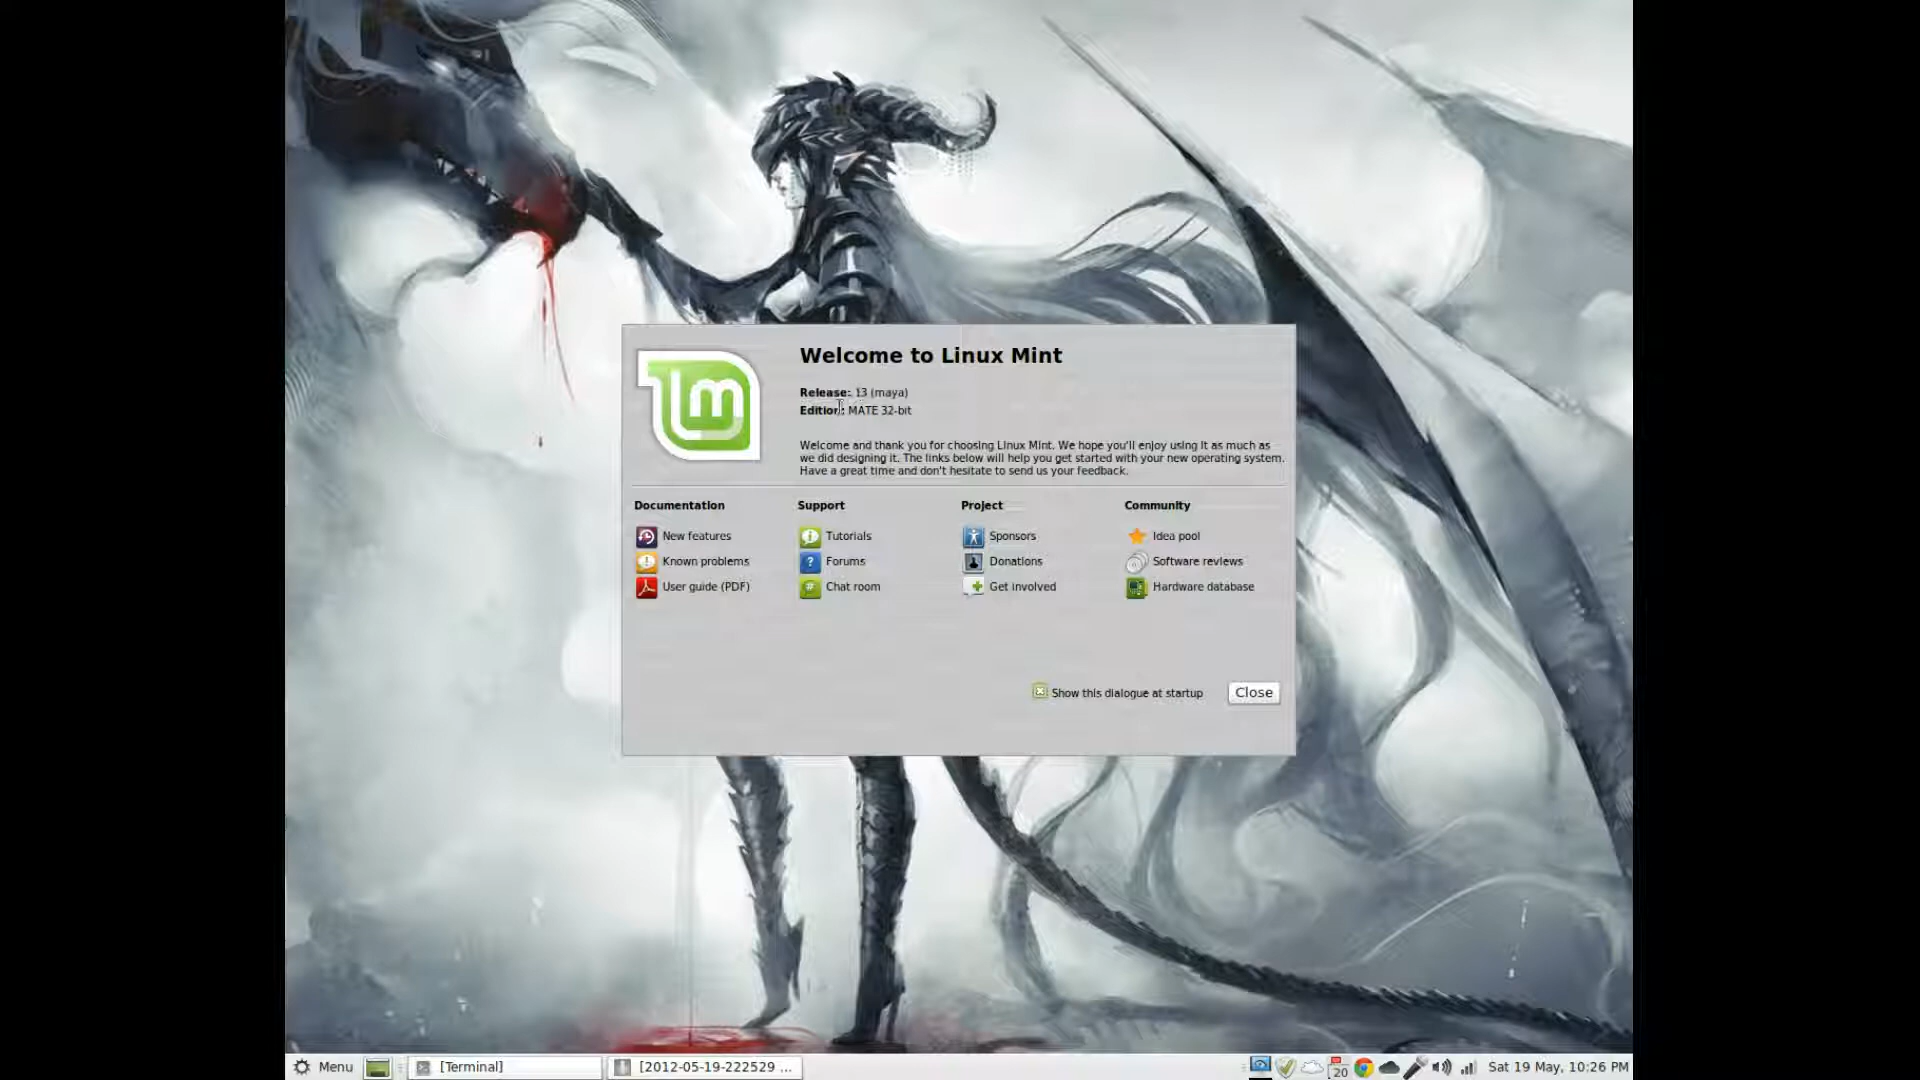 Welcome to Linux Mint
Release: 13 (maya)
Edition: MATE 32-bit
Welcome and thank you for choosing Linux Mint. We hope you'll enjoy using it as much as
we did designing it. The links below will help you get started with your new operating system.
Have a great time and don't hesitate to send us your feedback.
Documentation Support Project Community
New features Tutorials Sponsors Idea pool
Known problems Forums Donations Software reviews
User guide (PDF) Chat room Get involved Hardware database
Show this dialogue at startup Close
Menu [Terminal] [2012-05-19-222529 ... 20 Sat 19 May, 10:26 PM